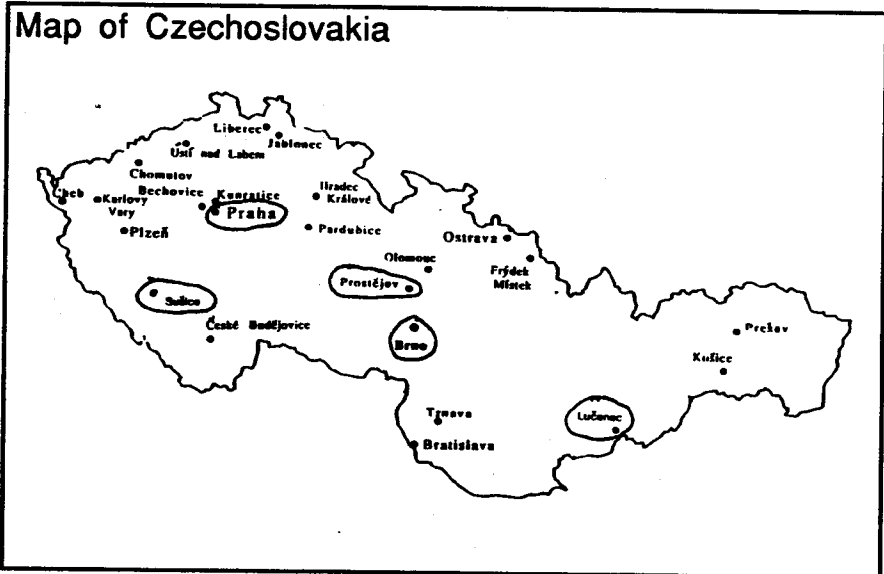 Map of Czechoslovakia
Liberec
Jablonec
Ústí nad Labem
Chomutov
Cheb
Karlovy
Vary
Bechovice
Kunratice
Praha
Hradec
Králové
Pardubice
Plzeň
Ostrava
Olomouc
Frýdek
Místek
Prostějov
Sušice
České Budějovice
Brno
Prešov
Košice
Lučenec
Trnava
Bratislava